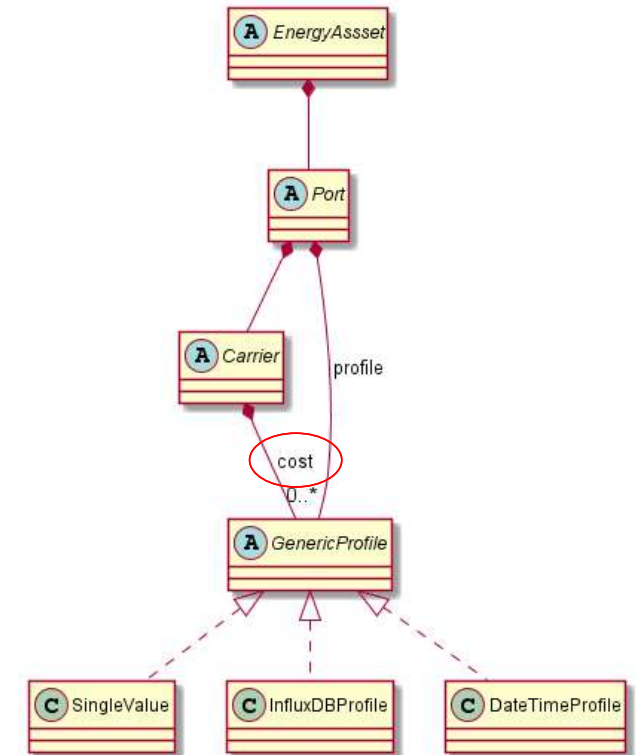 A EnergyAssset
A Port
A Carrier
profile
cost
0..*
A GenericProfile
C SingleValue
C InfluxDBProfile
C DateTimeProfile